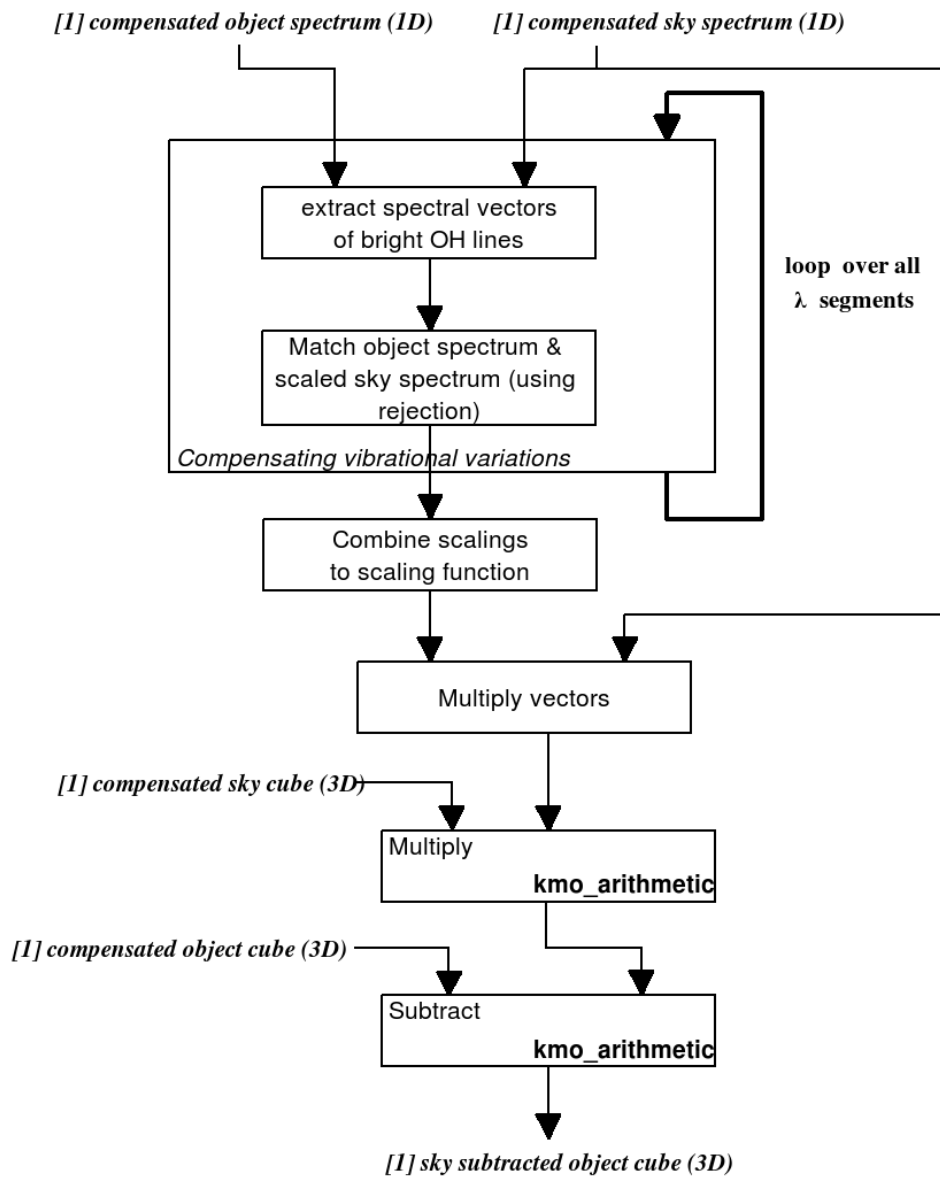 [1] compensated object spectrum (1D)
[1] compensated sky spectrum (1D)
extract spectral vectors
of bright OH lines
loop over all
λ segments
Match object spectrum &
scaled sky spectrum (using
rejection)
Compensating vibrational variations
Combine scalings
to scaling function
Multiply vectors
[1] compensated sky cube (3D)
Multiply
kmo_arithmetic
[1] compensated object cube (3D)
Subtract
kmo_arithmetic
[1] sky subtracted object cube (3D)